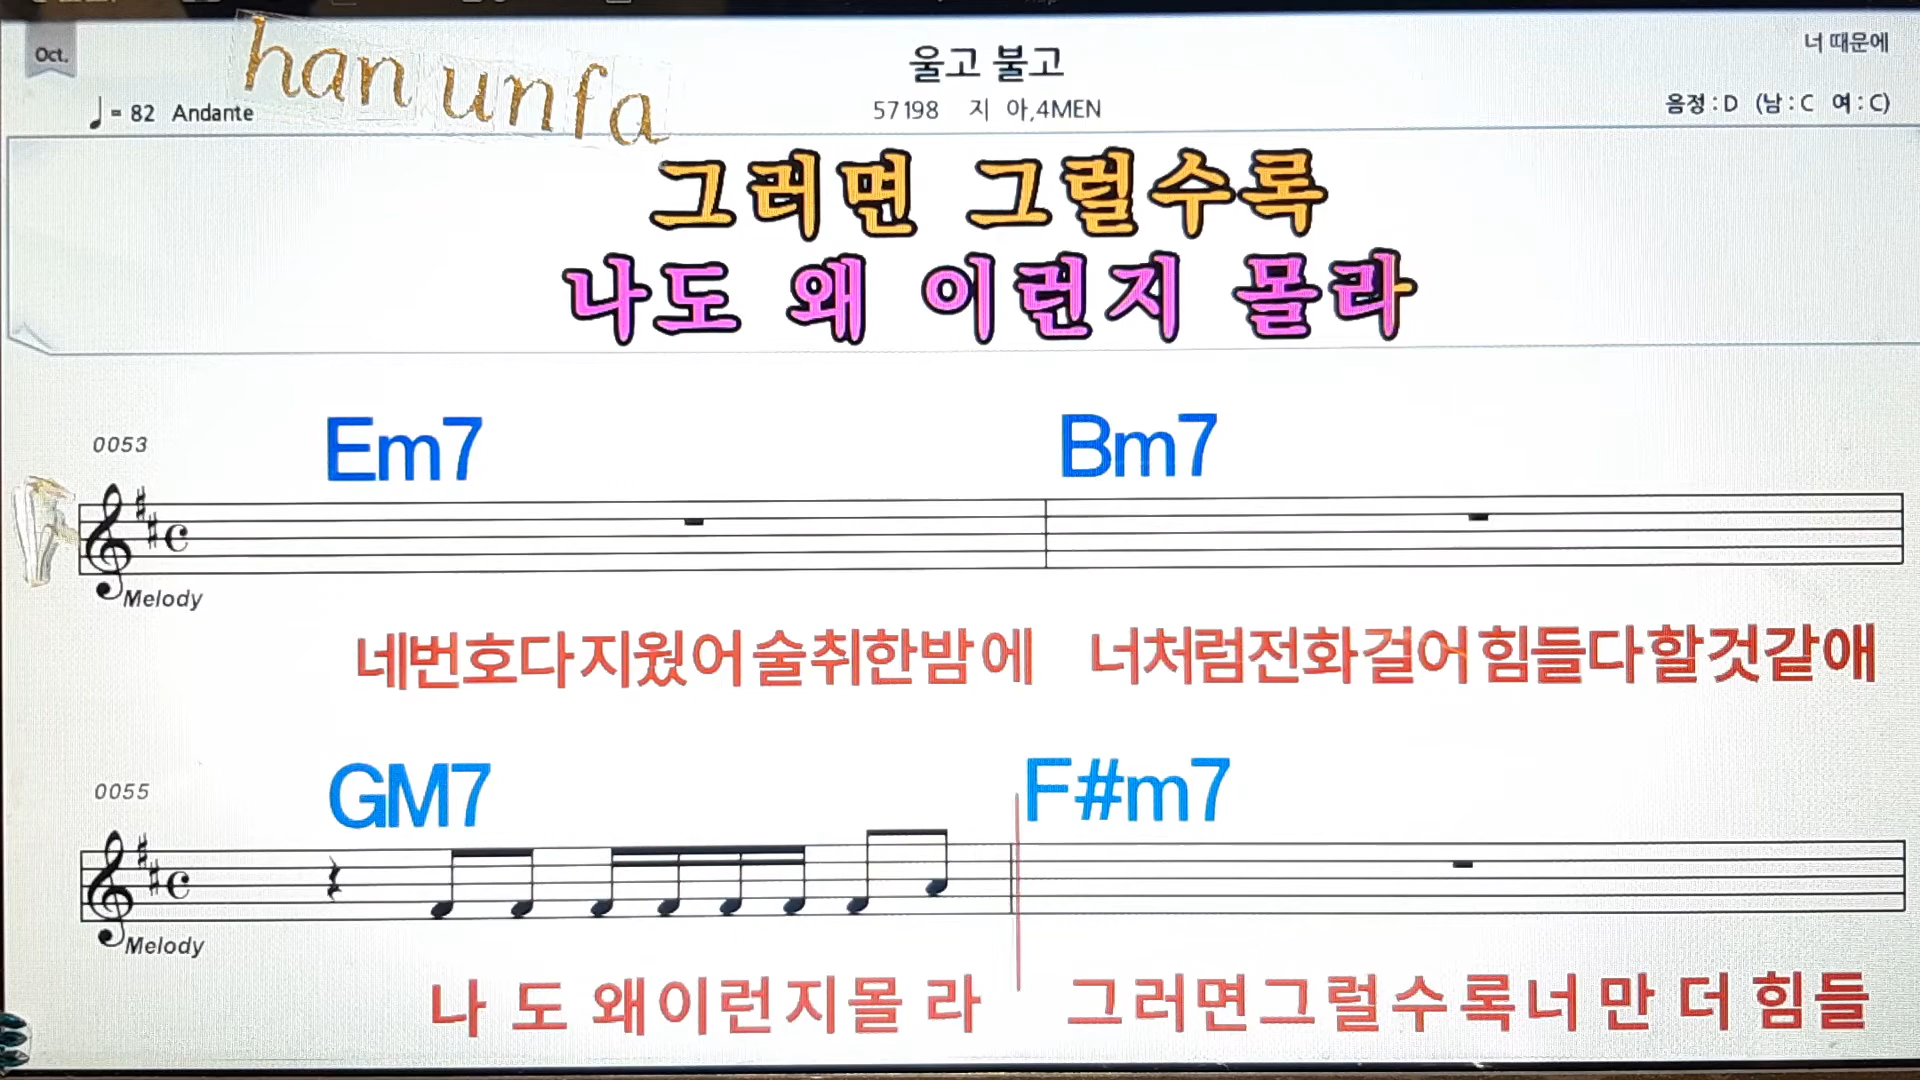 Oct.
han unfa
울고 불고
너 때문에
= 82 Andante
57198 지 아,4MEN
음정 : D (남 : C 여 : C)
그러면 그럴수록
나도 왜 이런지 몰라
0053
Em7
Bm7
Melody
네번호다지웠어술취한밤에 너처럼전화걸어힘들다할것같애
0055
GM7
F#m7
Melody
나 도 왜이런지몰 라 그러면그럴수록너 만 더 힘들